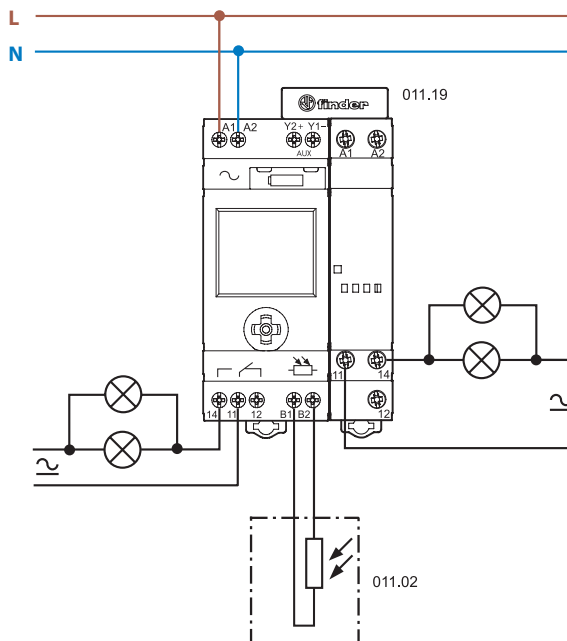 L
N
finder
011.19
A1 A2 Y2+ Y1-
AUX
A1 A2
11 14
12
14 11 12 B1 B2
011.02